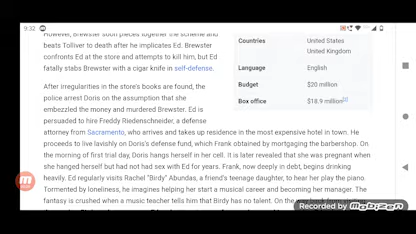 9:32
However, Brewster soon pieces together the scheme and
beats Tolliver to death after he implicates Ed. Brewster
confronts Ed at the store and attempts to kill him, but Ed
fatally stabs Brewster with a cigar knife in self-defense.
Countries United States
United Kingdom
Language English
Budget $20 million
Box office $18.9 million
After irregularities in the store's books are found, the
police arrest Doris on the assumption that she
embezzled the money and murdered Brewster. Ed is
persuaded to hire Freddy Riedenschneider, a defense
attorney from Sacramento, who arrives and takes up residence in the most expensive hotel in town. He
proceeds to live lavishly on Doris's defense fund, which Frank obtained by mortgaging the barbershop. On
the morning of first trial day, Doris hangs herself in her cell. It is later revealed that she was pregnant when
she hanged herself but had not had sex with Ed for years. Frank, now deeply in debt, begins drinking
heavily. Ed regularly visits Rachel "Birdy" Abundas, a friend's teenage daughter, to hear her play the piano.
Tormented by loneliness, he imagines helping her start a musical career and becoming her manager. The
fantasy is crushed when a music teacher tells him that Birdy has no talent. On the way back from
Recorded by MOBIZEN